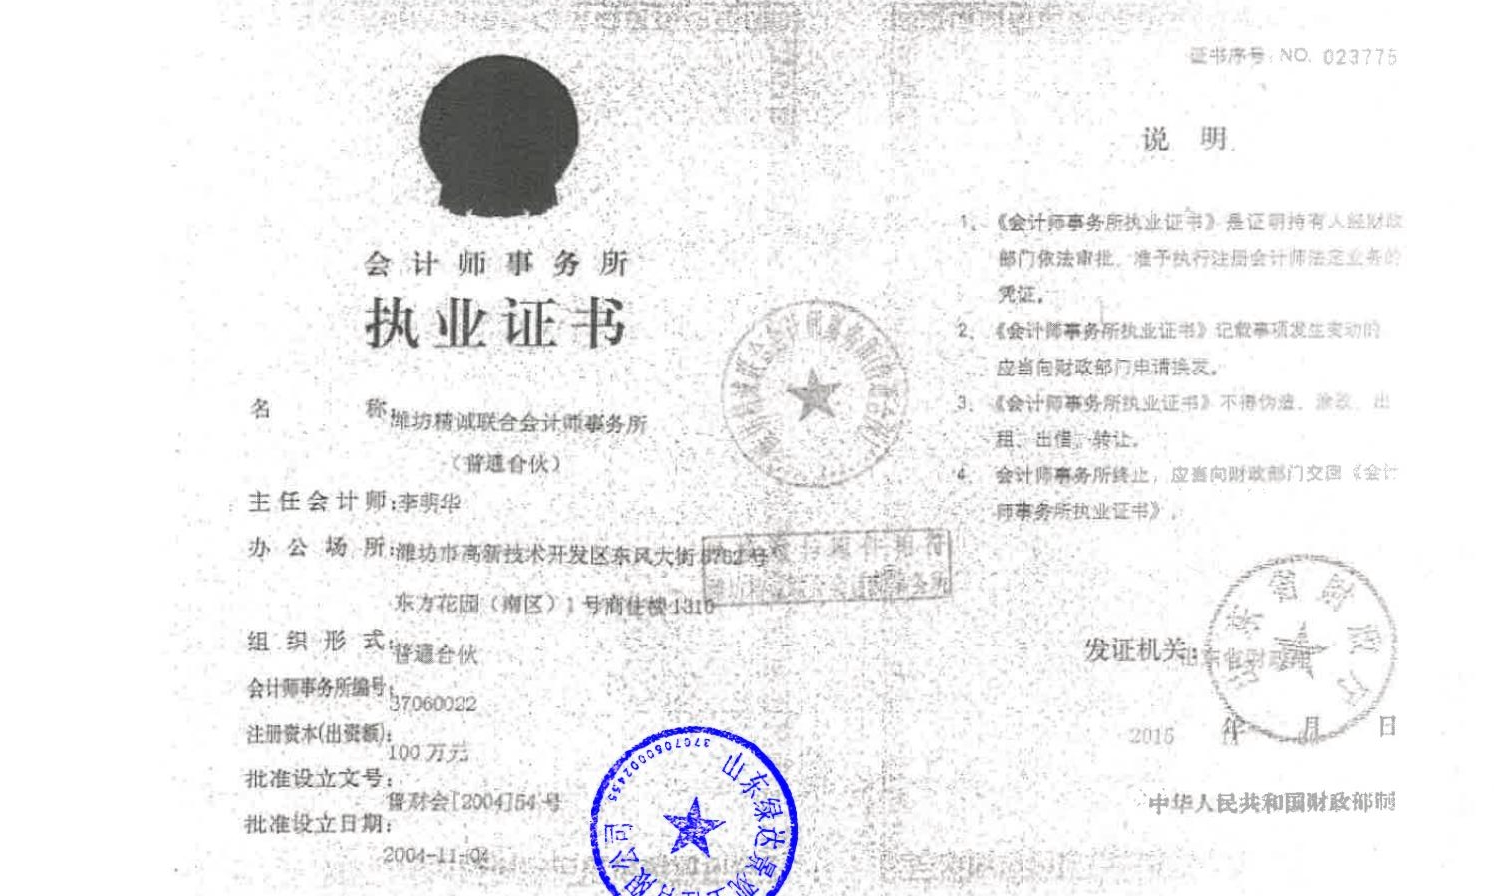 证书序号:NO. 023775
会计师事务所
执业证书
名 称:潍坊精诚联合会计师事务所
(普通合伙)
主任会计师:李明华
办公场所:潍坊市高新技术开发区东风大街8762号
东方花园(南区)1号商住楼1310
组织形式:普通合伙
会计师事务所编号:37060022
注册资本(出资额):100万元
批准设立文号:鲁财会[2004]54号
批准设立日期:2004-11-04
说 明
1、《会计师事务所执业证书》是证明持有人经财政
部门依法审批,准予执行注册会计师法定业务的
凭证。
2、《会计师事务所执业证书》记载事项发生变动的,
应当向财政部门申请换发。
3、《会计师事务所执业证书》不得伪造、涂改、出
租、出借、转让。
4、会计师事务所终止,应当向财政部门交回《会计
师事务所执业证书》。
发证机关:山东省财政厅
2015 年 月 日
中华人民共和国财政部制
山东省财政厅
山东绿达景观
限公司